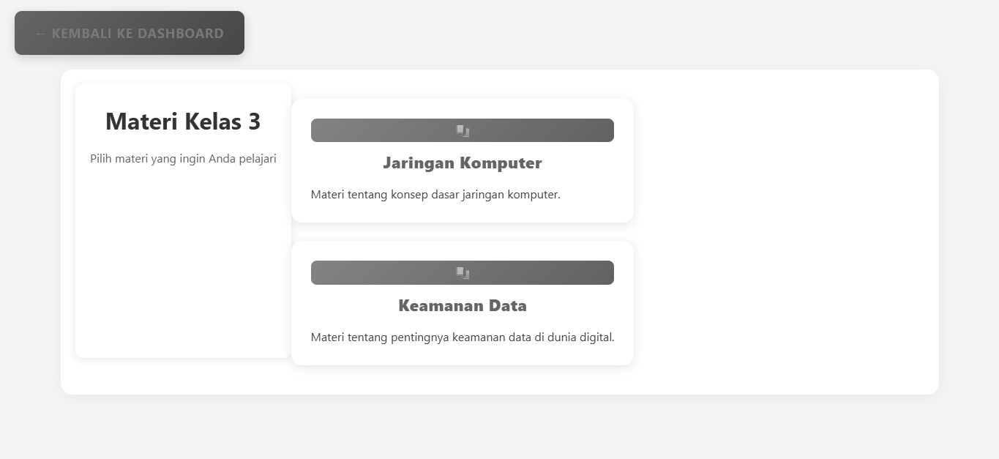 ← KEMBALI KE DASHBOARD
Materi Kelas 3
Pilih materi yang ingin Anda pelajari
Jaringan Komputer
Materi tentang konsep dasar jaringan komputer.
Keamanan Data
Materi tentang pentingnya keamanan data di dunia digital.